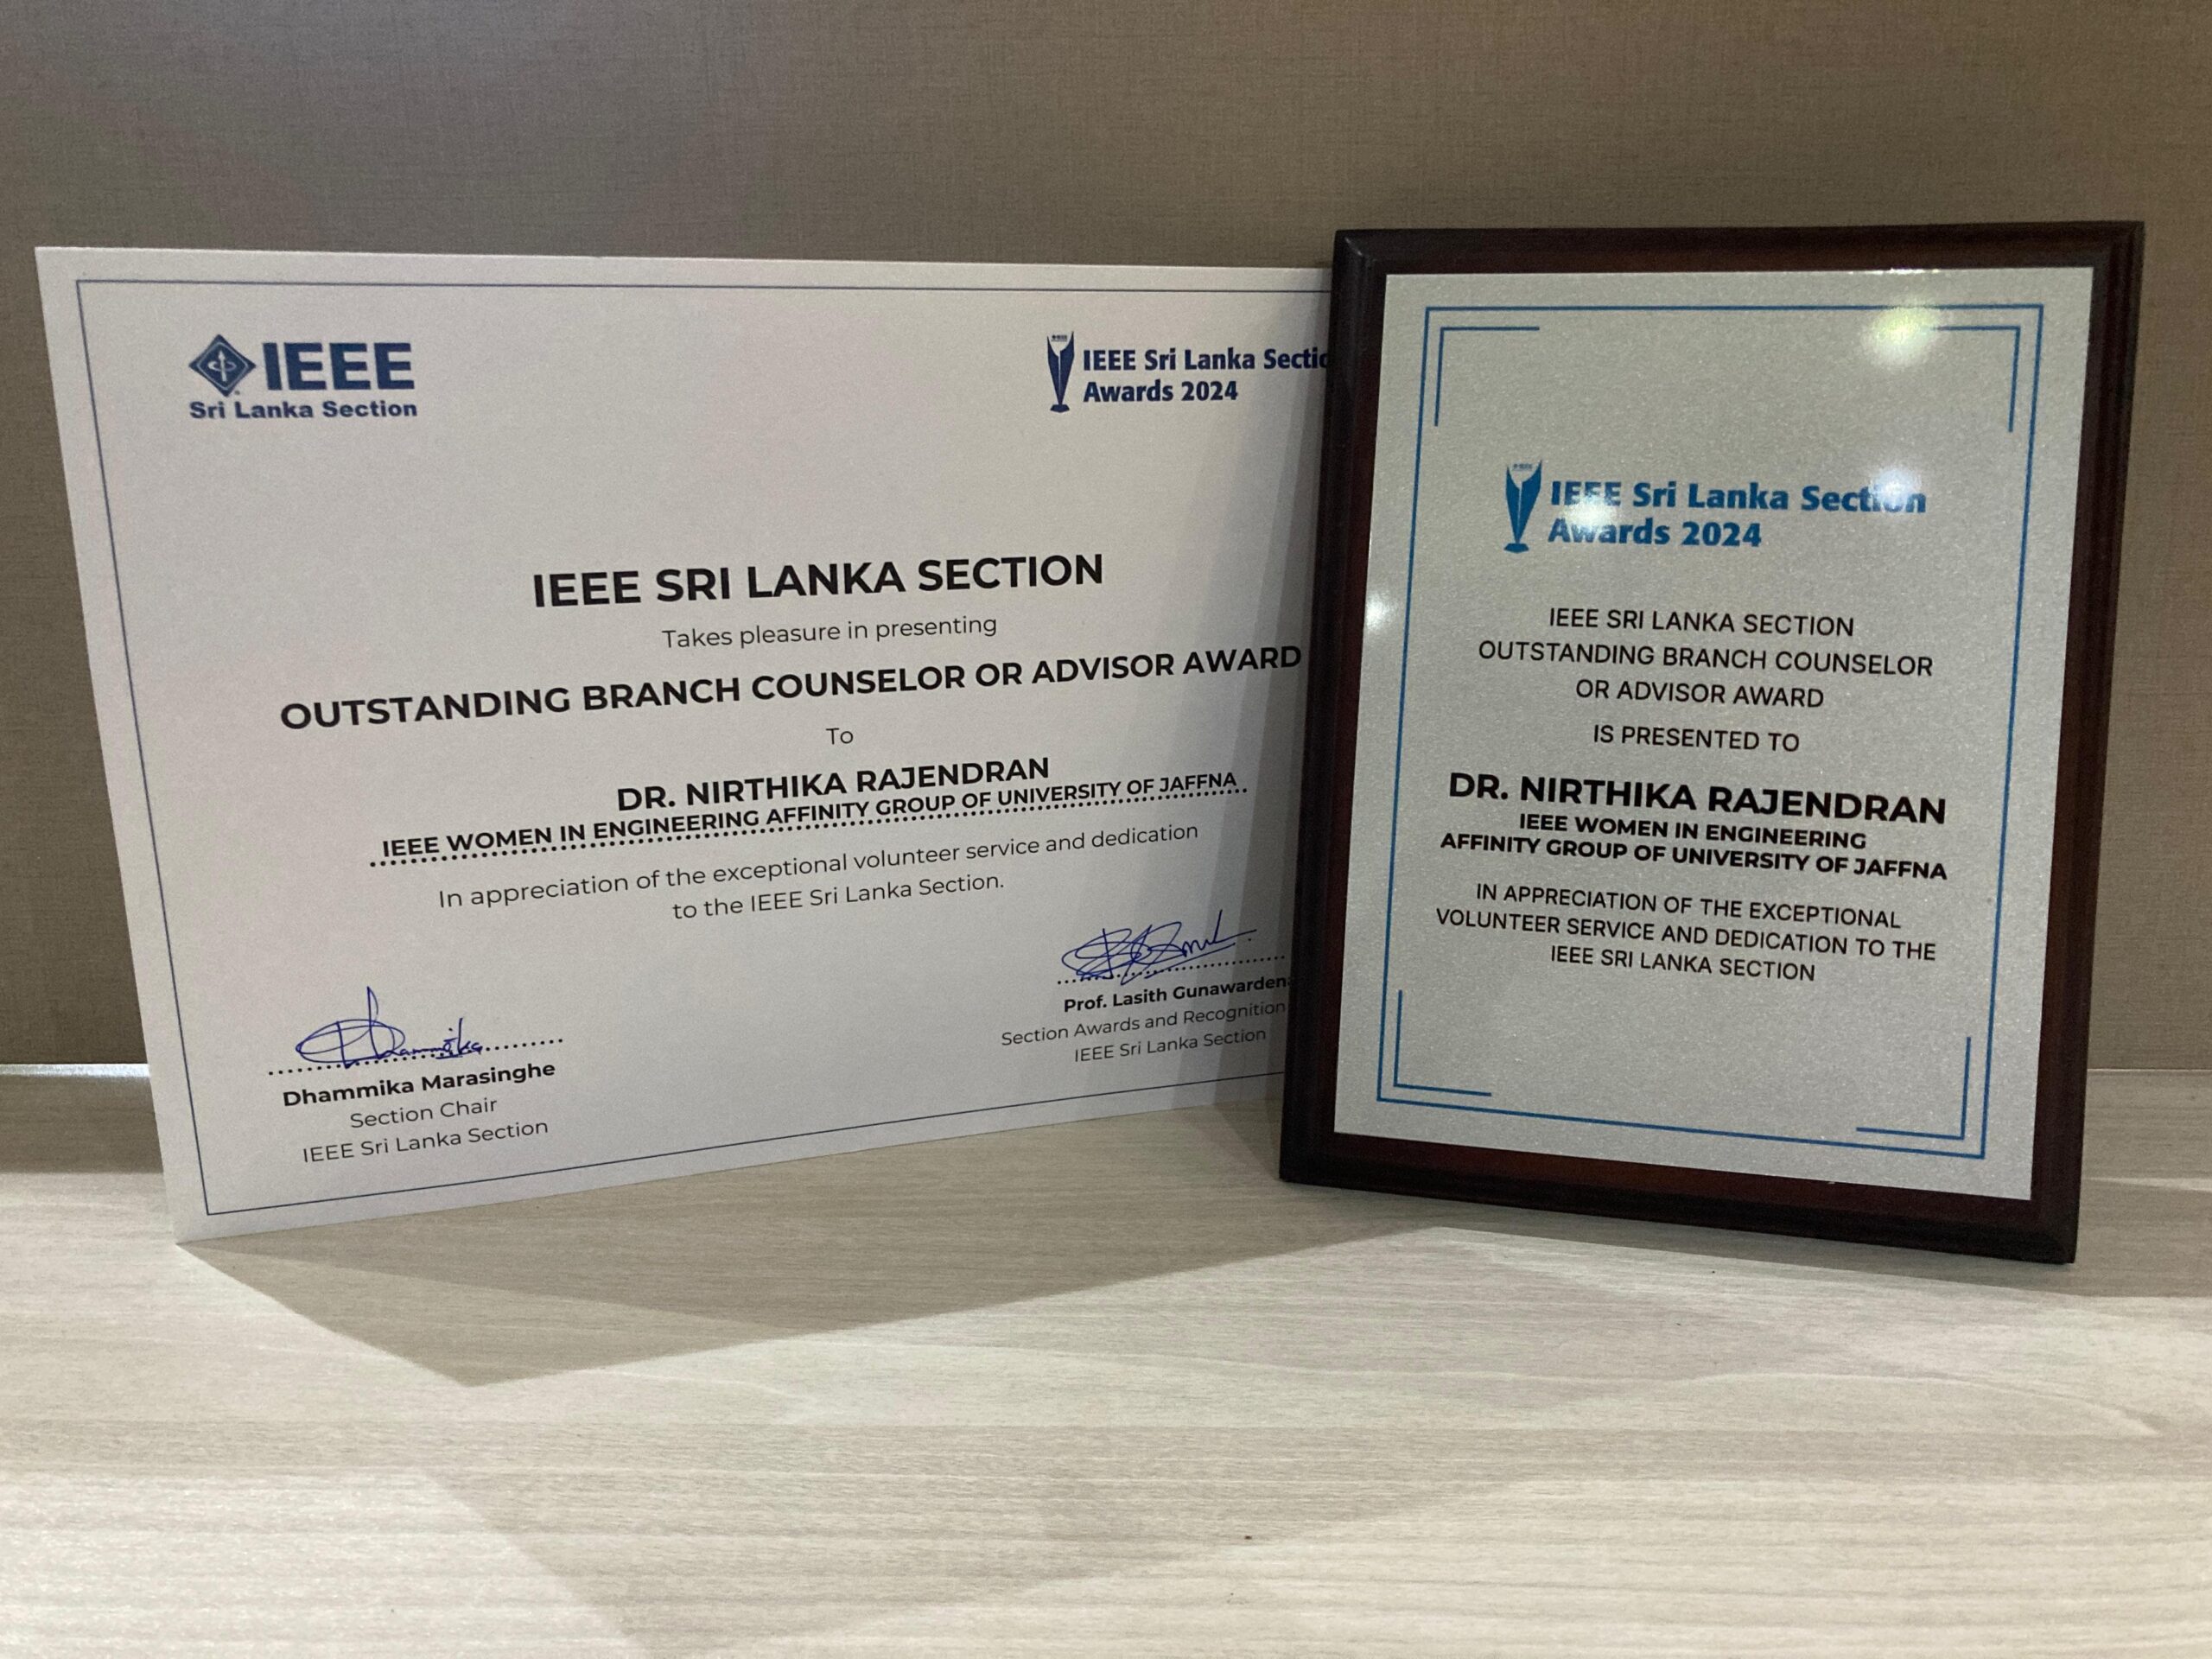 IEEE
Sri Lanka Section
IEEE Sri Lanka Sectio
Awards 2024
IEEE SRI LANKA SECTION
Takes pleasure in presenting
OUTSTANDING BRANCH COUNSELOR OR ADVISOR AWARD
To
DR. NIRTHIKA RAJENDRAN
IEEE WOMEN IN ENGINEERING AFFINITY GROUP OF UNIVERSITY OF JAFFNA
In appreciation of the exceptional volunteer service and dedication
to the IEEE Sri Lanka Section.
Dhammika Marasinghe
Section Chair
IEEE Sri Lanka Section
Prof. Lasith Gunawarden
Section Awards and Recognition
IEEE Sri Lanka Section
IEEE Sri Lanka Section
Awards 2024
IEEE SRI LANKA SECTION
OUTSTANDING BRANCH COUNSELOR
OR ADVISOR AWARD
IS PRESENTED TO
DR. NIRTHIKA RAJENDRAN
IEEE WOMEN IN ENGINEERING
AFFINITY GROUP OF UNIVERSITY OF JAFFNA
IN APPRECIATION OF THE EXCEPTIONAL
VOLUNTEER SERVICE AND DEDICATION TO THE
IEEE SRI LANKA SECTION